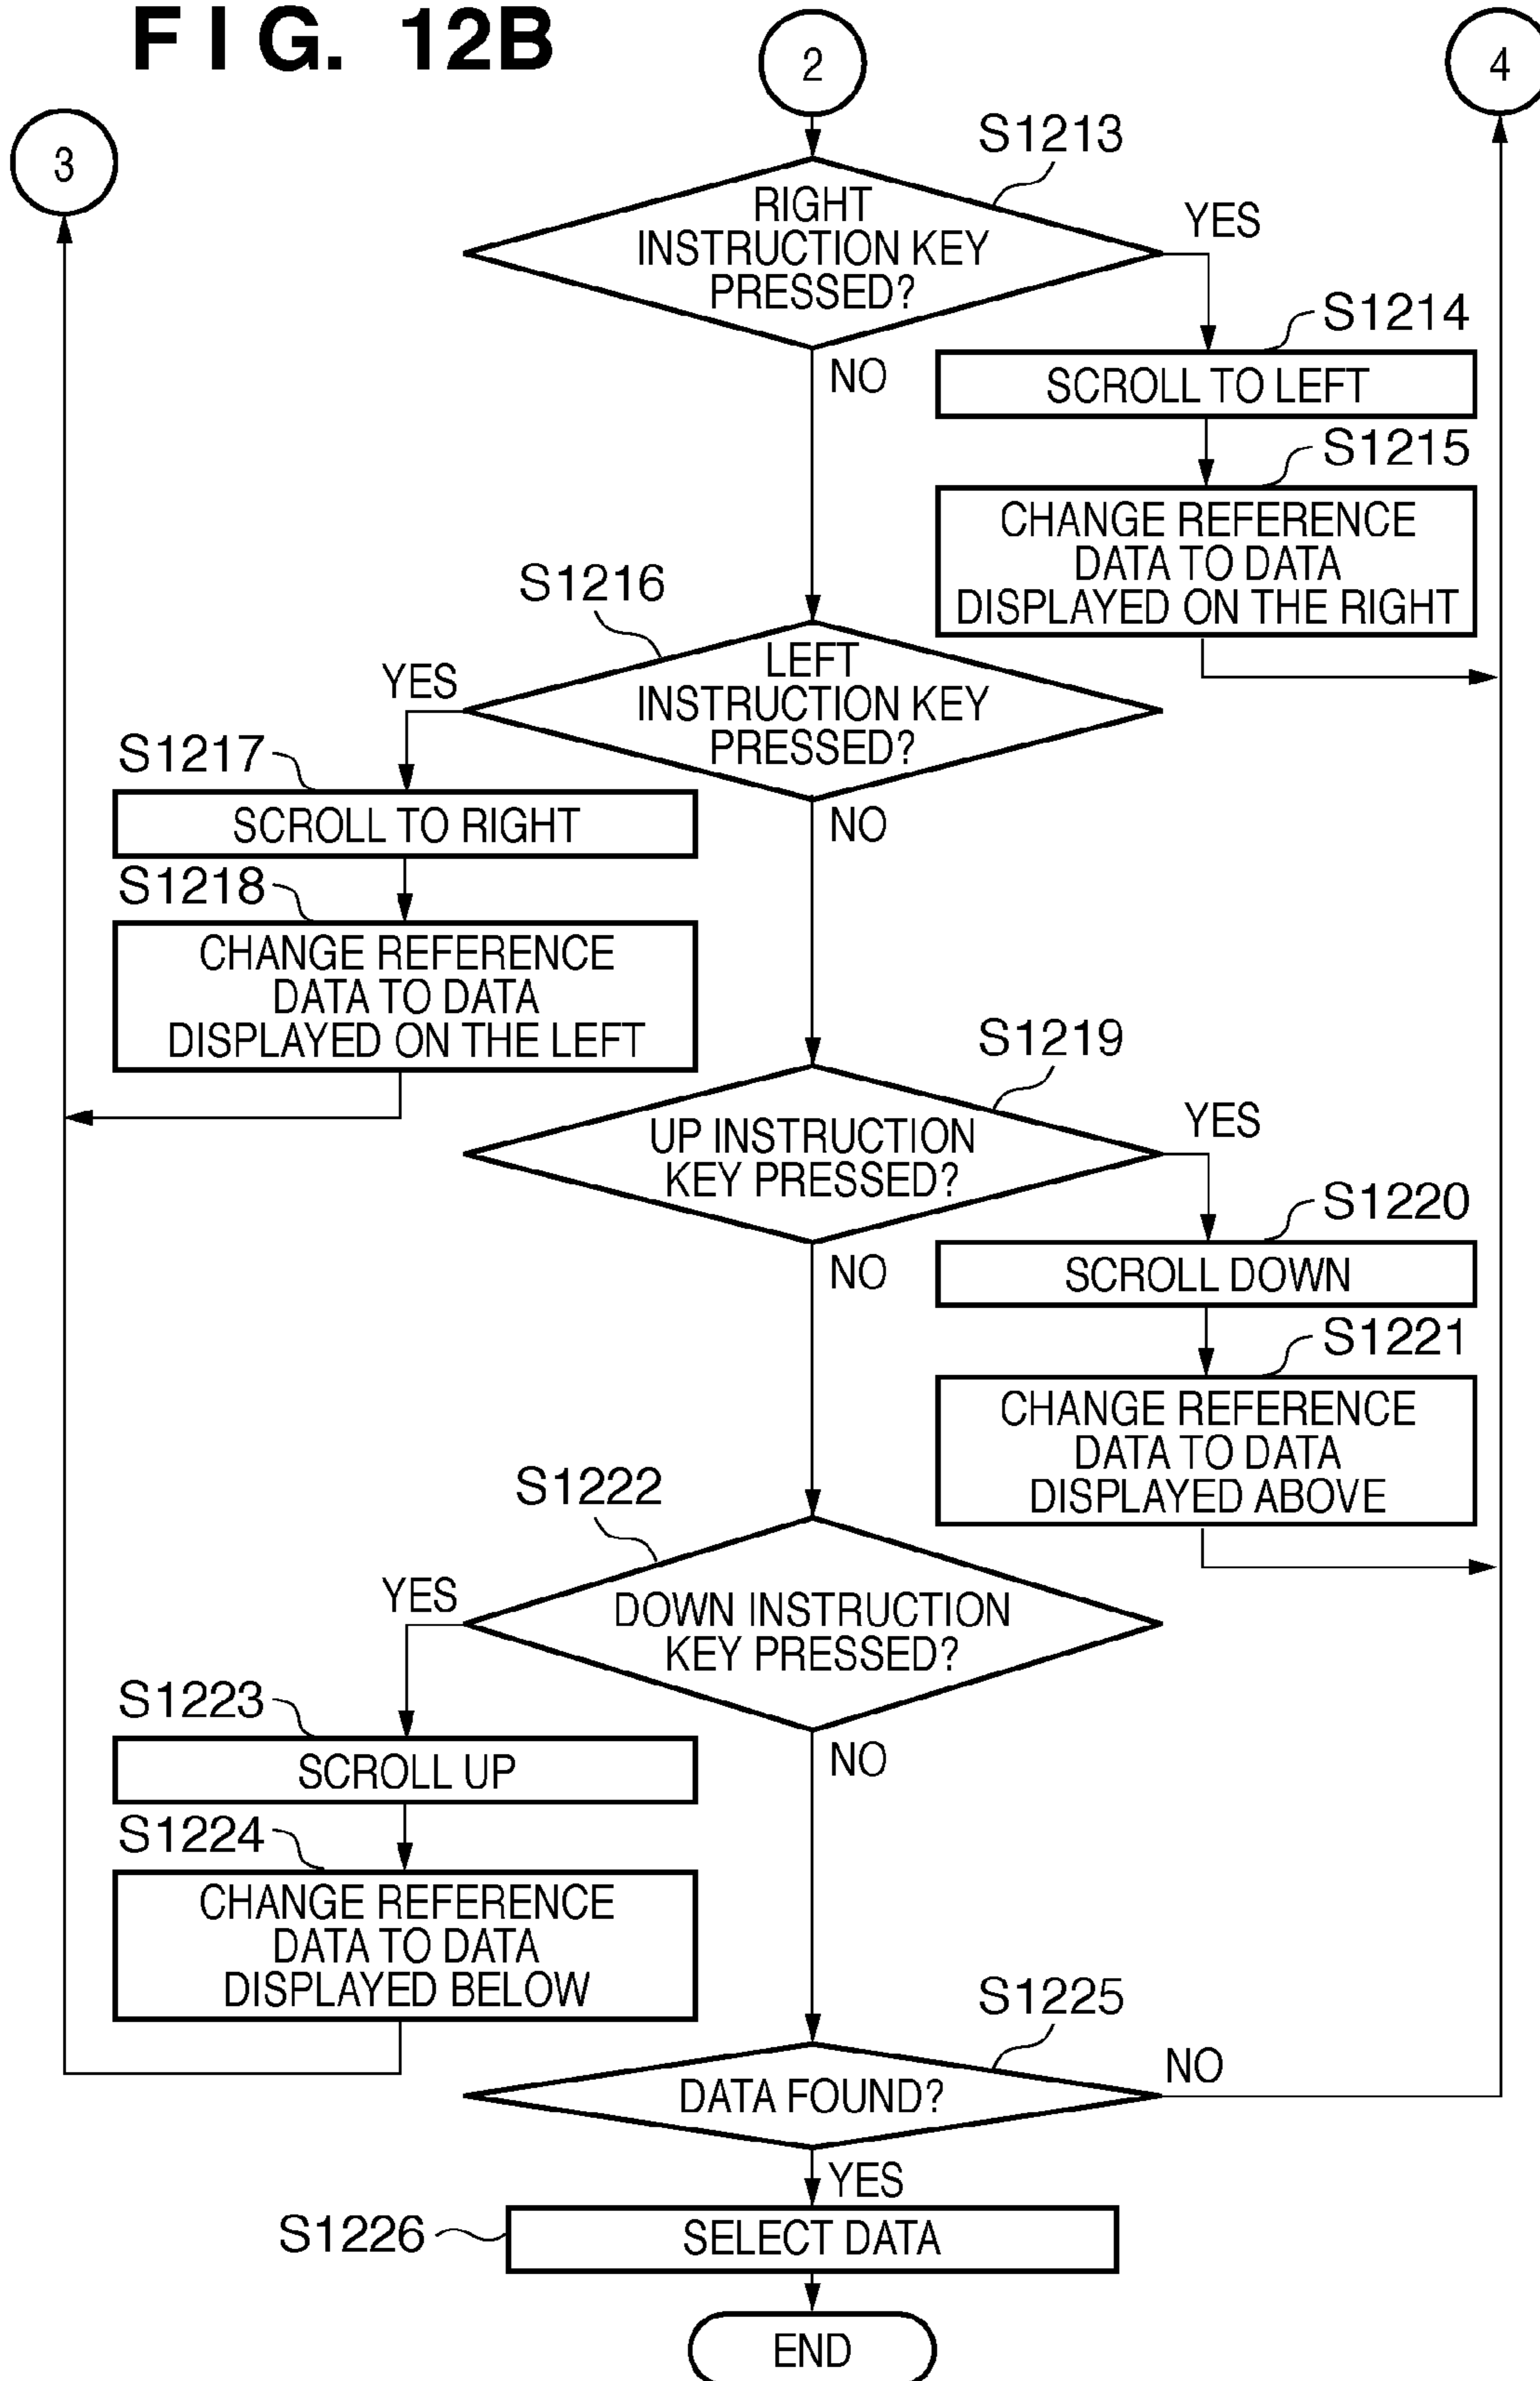 FIG. 12B
2
4
3
S1213
RIGHT
INSTRUCTION KEY
PRESSED?
YES
NO
S1214
SCROLL TO LEFT
S1215
CHANGE REFERENCE
DATA TO DATA
DISPLAYED ON THE RIGHT
S1216
LEFT
INSTRUCTION KEY
PRESSED?
YES
NO
S1217
SCROLL TO RIGHT
S1218
CHANGE REFERENCE
DATA TO DATA
DISPLAYED ON THE LEFT
S1219
UP INSTRUCTION
KEY PRESSED?
YES
NO
S1220
SCROLL DOWN
S1221
CHANGE REFERENCE
DATA TO DATA
DISPLAYED ABOVE
S1222
DOWN INSTRUCTION
KEY PRESSED?
YES
NO
S1223
SCROLL UP
S1224
CHANGE REFERENCE
DATA TO DATA
DISPLAYED BELOW
S1225
DATA FOUND?
NO
YES
S1226
SELECT DATA
END